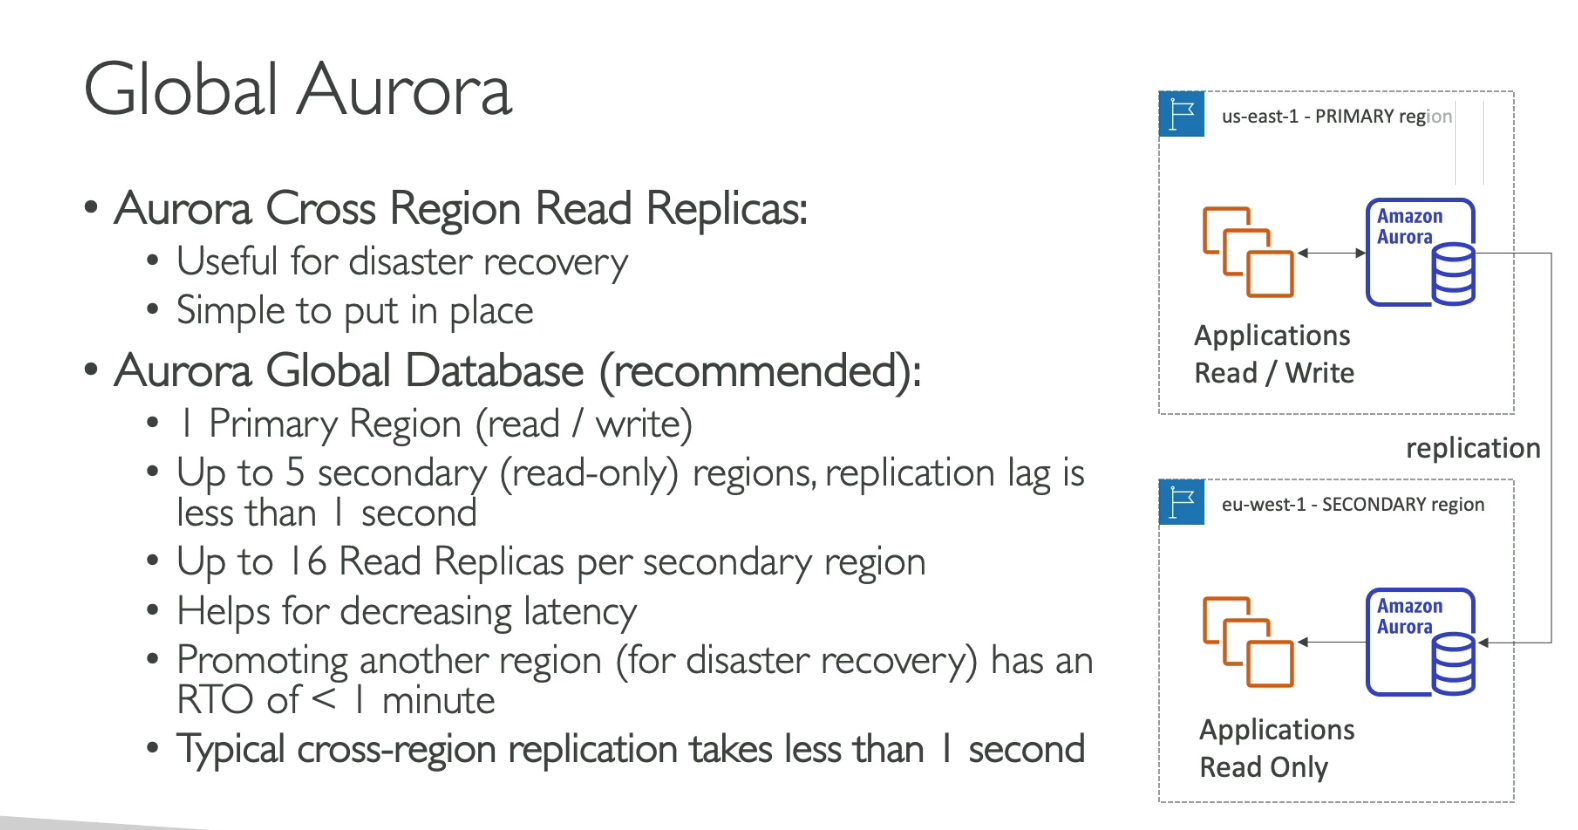 Global Aurora
• Aurora Cross Region Read Replicas:
• Useful for disaster recovery
• Simple to put in place
• Aurora Global Database (recommended):
• 1 Primary Region (read / write)
• Up to 5 secondary (read-only) regions, replication lag is
less than 1 second
• Up to 16 Read Replicas per secondary region
• Helps for decreasing latency
• Promoting another region (for disaster recovery) has an
RTO of < 1 minute
• Typical cross-region replication takes less than 1 second
us-east-1 - PRIMARY region
Amazon
Aurora
Applications
Read / Write
replication
eu-west-1 - SECONDARY region
Amazon
Aurora
Applications
Read Only